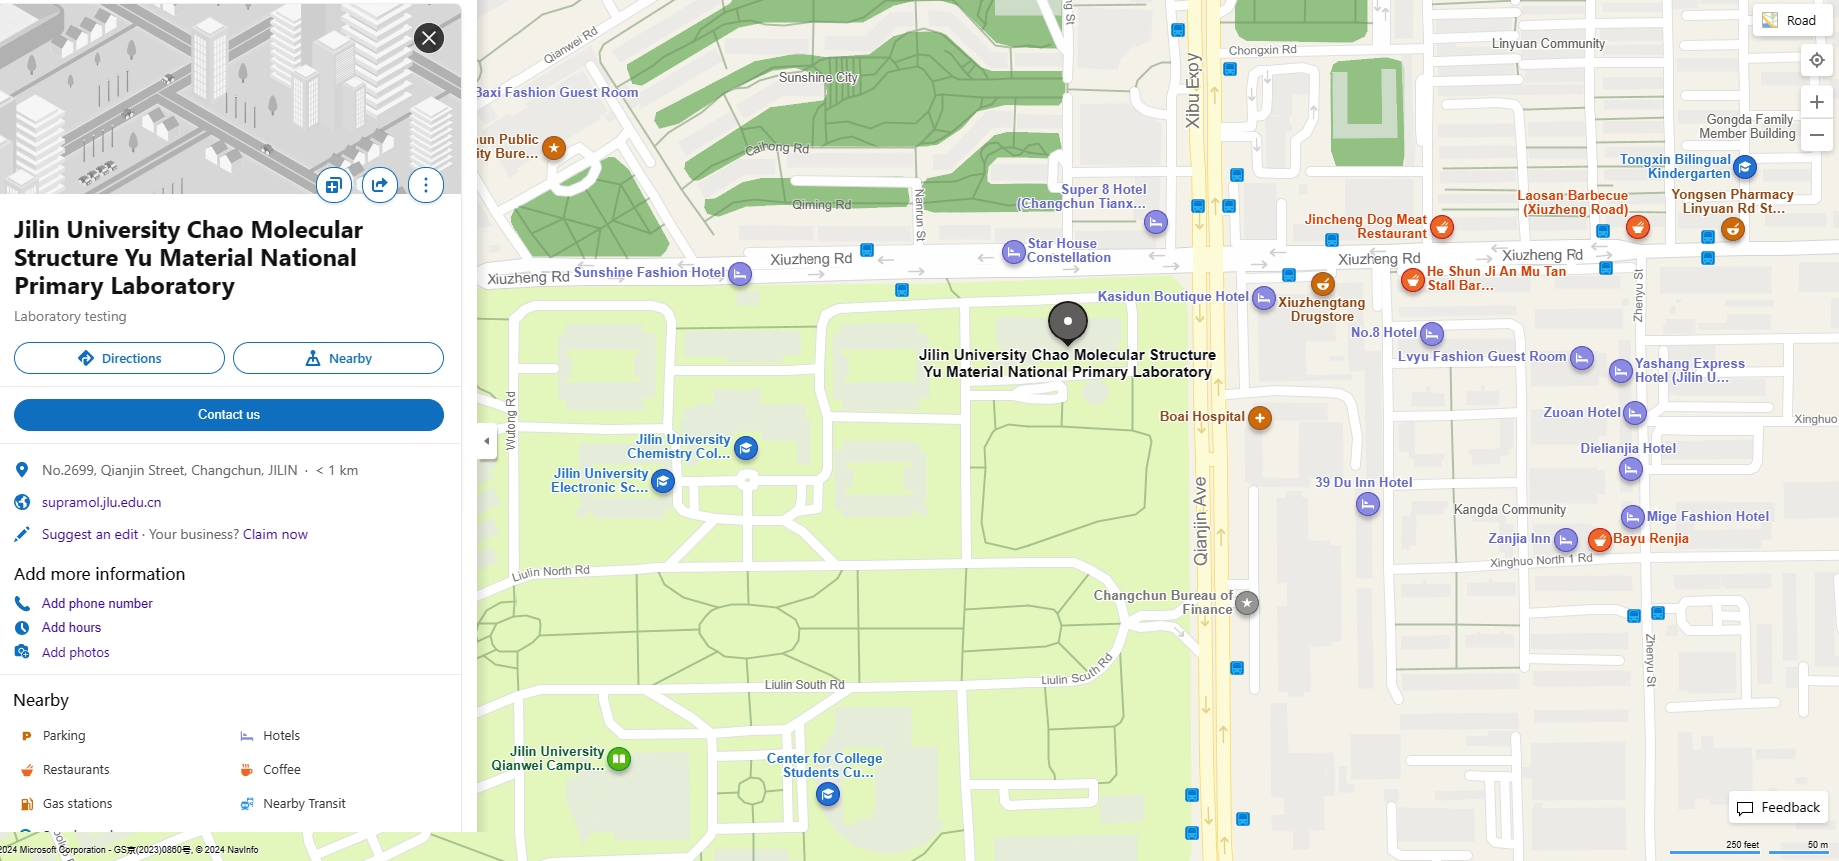 Jilin University Chao Molecular
Structure Yu Material National
Primary Laboratory
Laboratory testing
Directions
Nearby
Contact us
No.2699, Qianjin Street, Changchun, JILIN · < 1 km
supramol.jlu.edu.cn
Suggest an edit · Your business? Claim now
Add more information
Add phone number
Add hours
Add photos
Nearby
Parking
Hotels
Restaurants
Coffee
Gas stations
Nearby Transit
2024 Microsoft Corporation - GS京(2023)0860号, © 2024 NavInfo
Qianwei Rd
Sunshine City
Baxi Fashion Guest Room
Xibu Expy
Chongxin Rd
Linyuan Community
Road
Gongda Family
Member Building
Caihong Rd
Tongxin Bilingual
Kindergarten
Qiming Rd
Nanrun St
Super 8 Hotel
(Changchun Tianx...
Laosan Barbecue
(Xiuzheng Road)
Yongsen Pharmacy
Linyuan Rd St...
Jincheng Dog Meat
Restaurant
Star House
Constellation
Xiuzheng Rd
Xiuzheng Rd
Xiuzheng Rd
Xiuzheng Rd
Sunshine Fashion Hotel
He Shun Ji An Mu Tan
Stall Bar...
Kasidun Boutique Hotel
Xiuzhengtang
Drugstore
Zhenyu St
No.8 Hotel
Jilin University Chao Molecular Structure
Yu Material National Primary Laboratory
Lvyu Fashion Guest Room
Yashang Express
Hotel (Jilin U...
Wutong Rd
Boai Hospital
Zuoan Hotel
Xinghuo
Jilin University
Chemistry Col...
Dielianjia Hotel
Jilin University
Electronic Sc...
39 Du Inn Hotel
Qianjin Ave
Kangda Community
Mige Fashion Hotel
Zanjia Inn
Bayu Renjia
Xinghuo North 1 Rd
Liulin North Rd
Changchun Bureau of
Finance
Zhenyu St
Liulin South Rd
Liulin South Rd
Jilin University
Qianwei Campu...
Center for College
Students Cu...
Feedback
250 feet
50 m